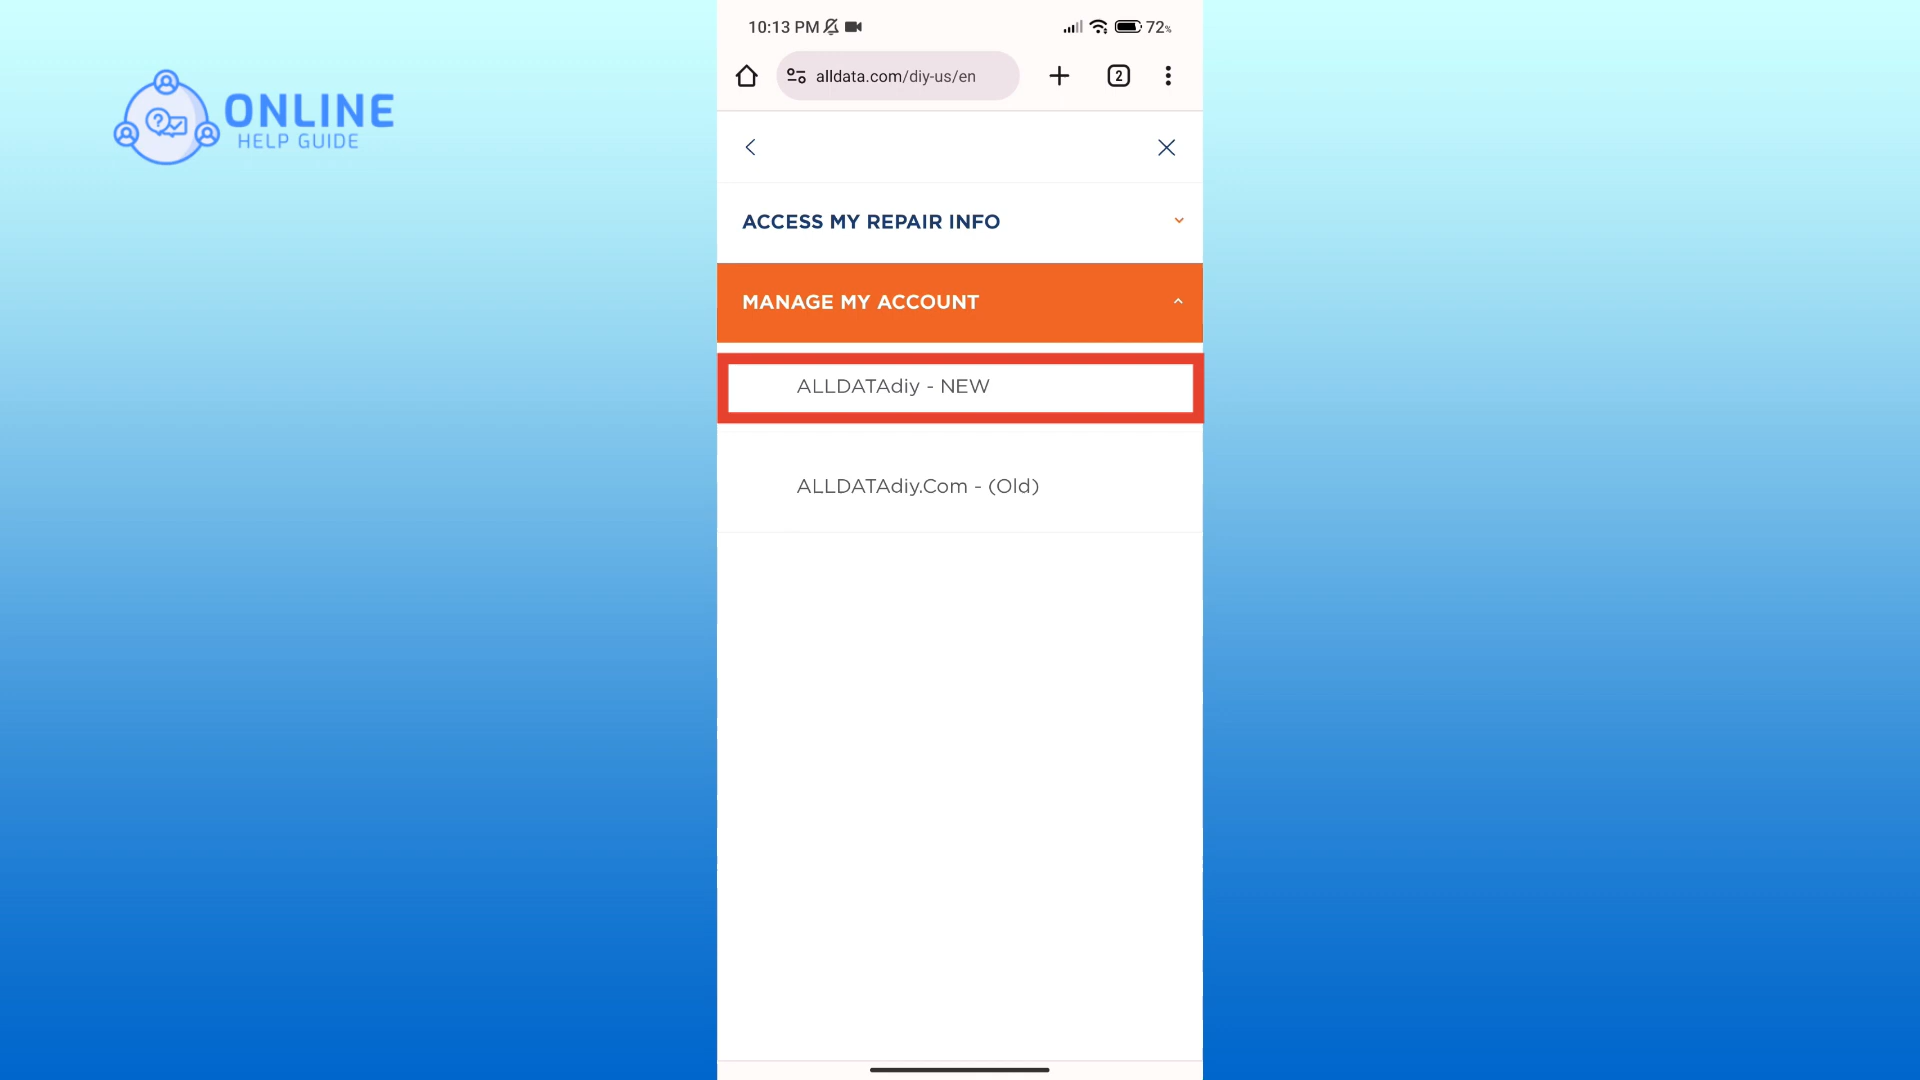 10:13 PM
72%
alldata.com/diy-us/en
2
ONLINE
HELP GUIDE
ACCESS MY REPAIR INFO
MANAGE MY ACCOUNT
ALLDATAdiy - NEW
ALLDATAdiy.Com - (Old)